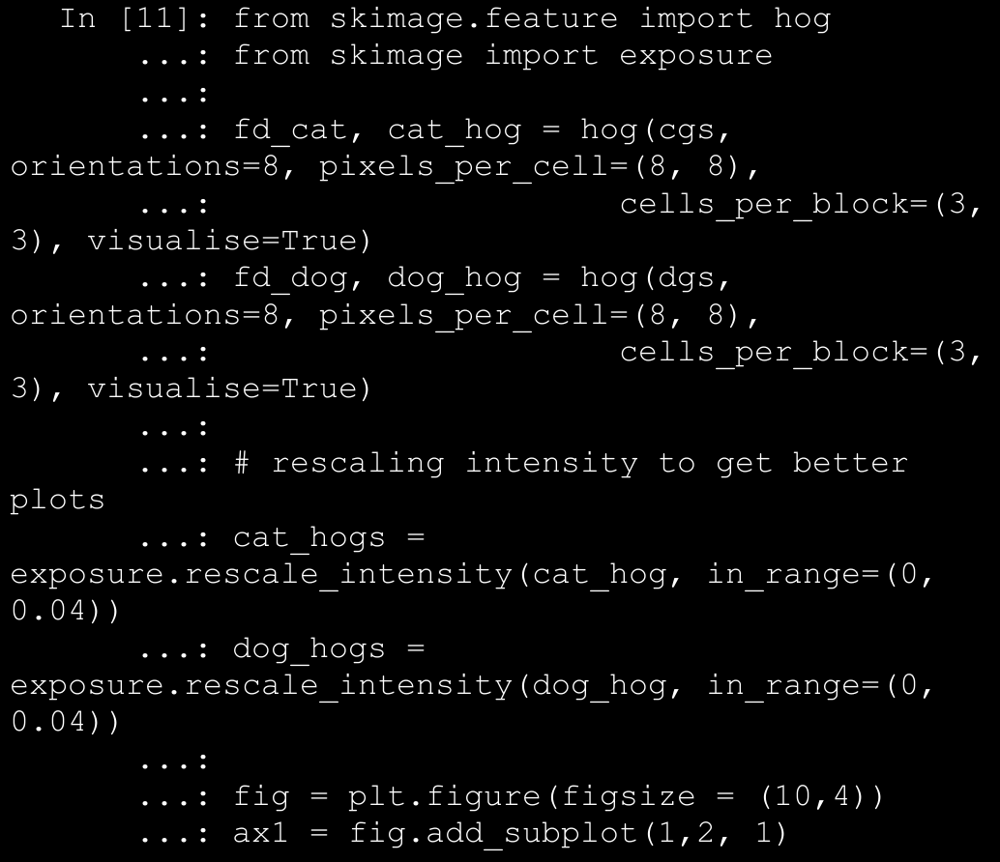 In [11]: from skimage.feature import hog
...: from skimage import exposure
...:
...: fd_cat, cat_hog = hog(cgs,
orientations=8, pixels_per_cell=(8, 8),
...: cells_per_block=(3,
3), visualise=True)
...: fd_dog, dog_hog = hog(dgs,
orientations=8, pixels_per_cell=(8, 8),
...: cells_per_block=(3,
3), visualise=True)
...:
...: # rescaling intensity to get better
plots
...: cat_hogs =
exposure.rescale_intensity(cat_hog, in_range=(0,
0.04))
...: dog_hogs =
exposure.rescale_intensity(dog_hog, in_range=(0,
0.04))
...:
...: fig = plt.figure(figsize = (10,4))
...: ax1 = fig.add_subplot(1,2, 1)